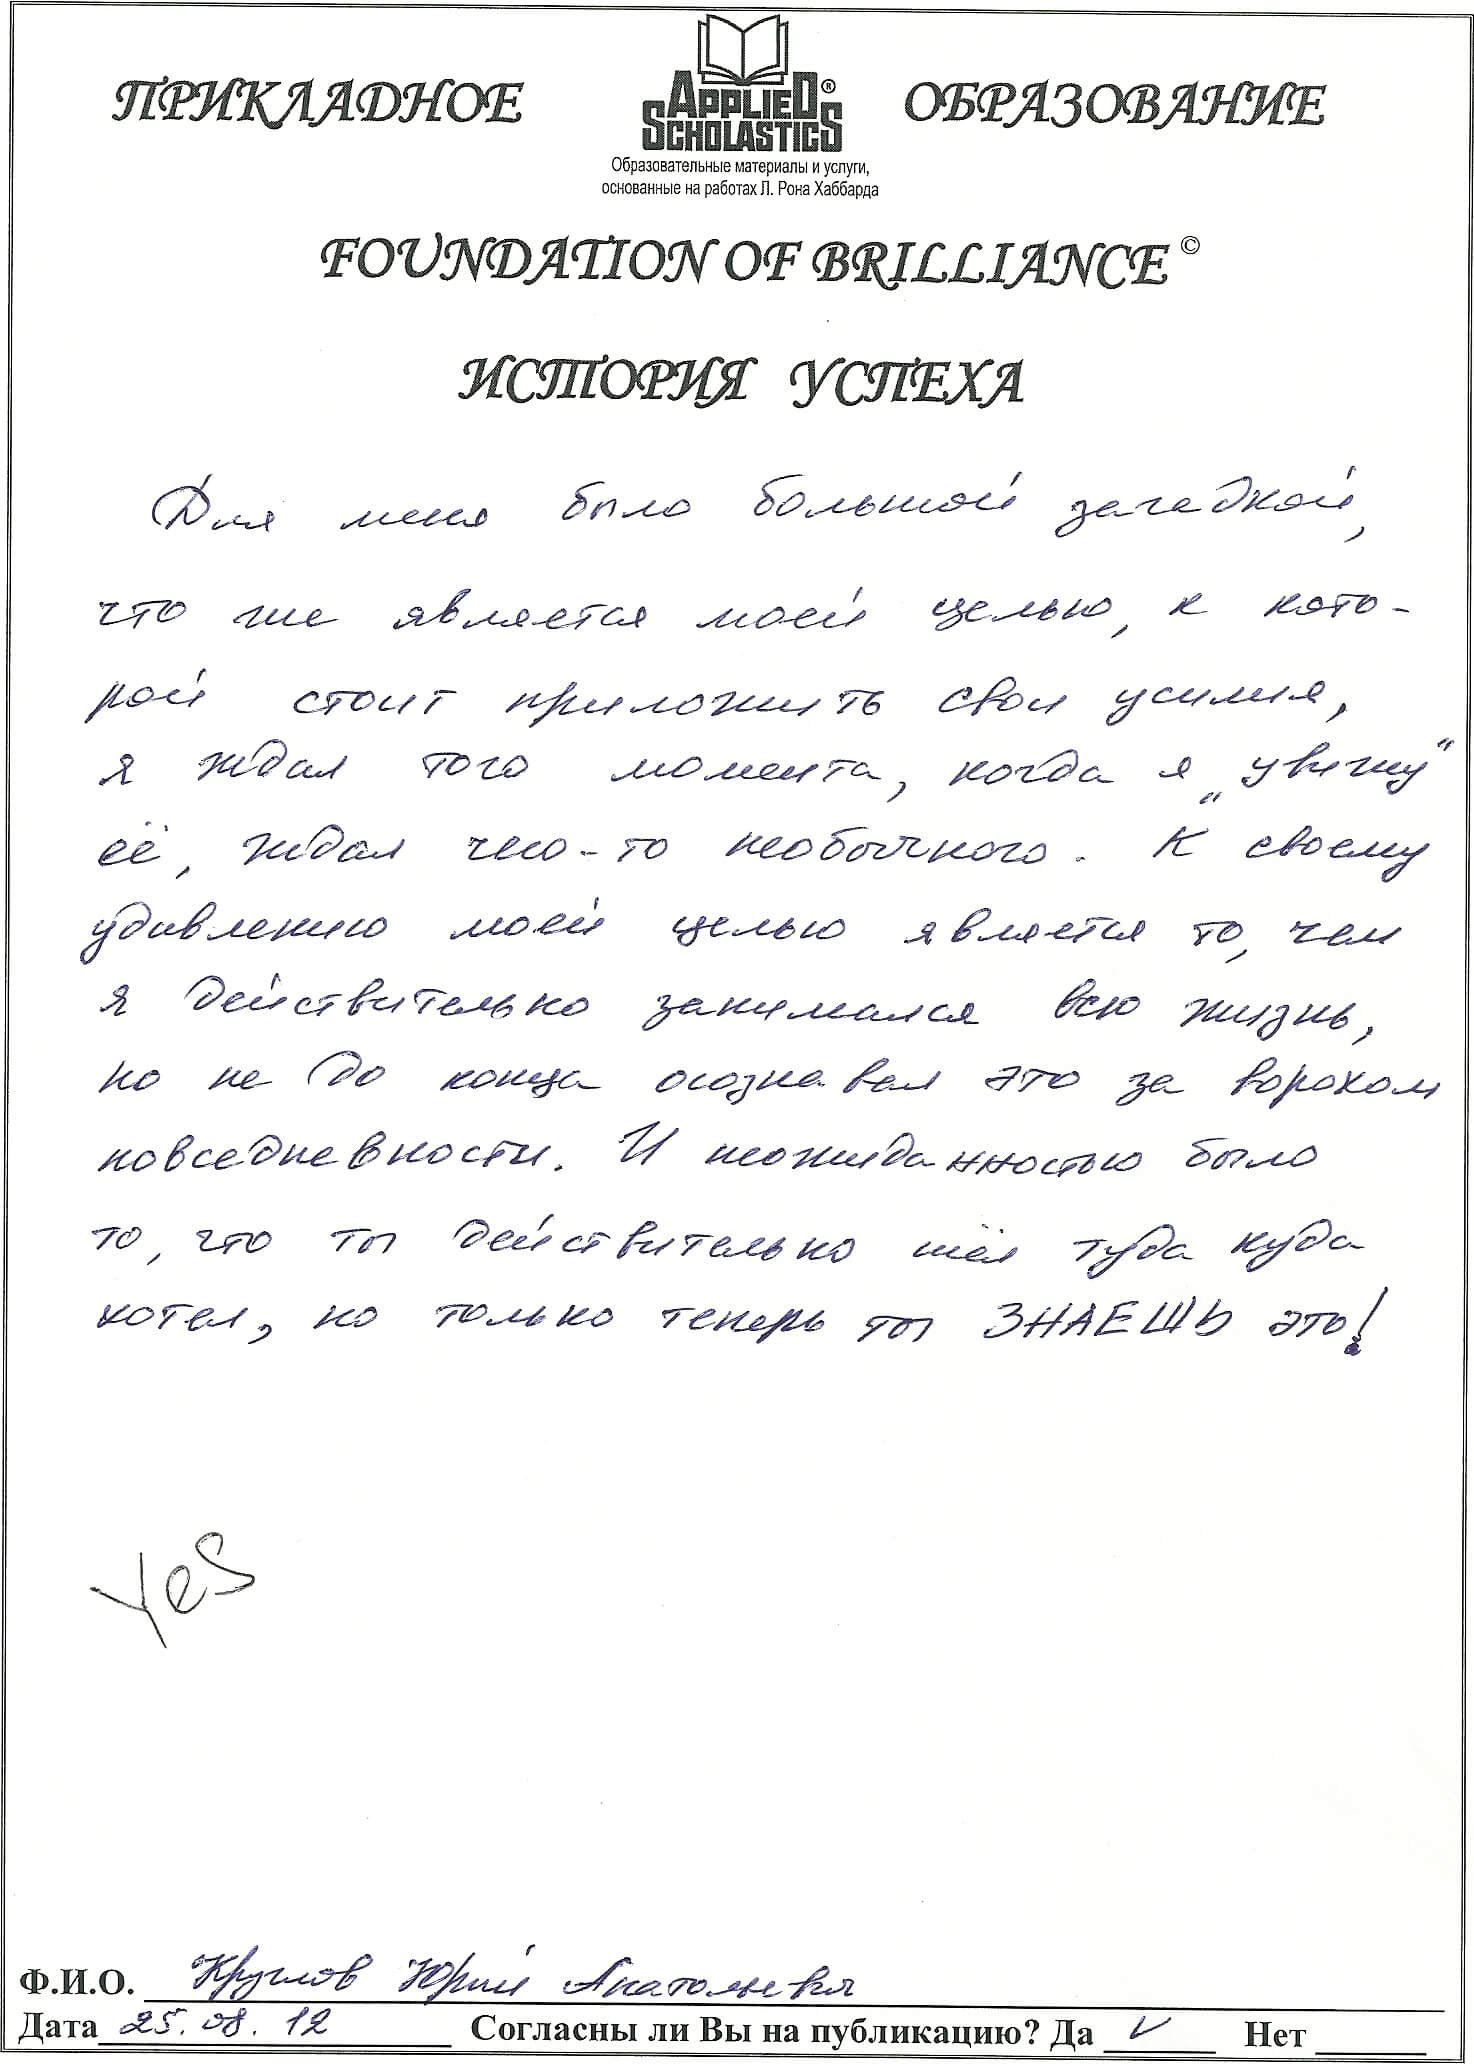 ПРИКЛАДНОЕ APPLIED SCHOLASTICS® ОБРАЗОВАНИЕ
Образовательные материалы и услуги,
основанные на работах Л. Рона Хаббарда
FOUNDATION OF BRILLIANCE ©
ИСТОРИЯ УСПЕХА
Для меня было большой загадкой,
что же является моей целью, к кото-
рой стоит приложить свои усилия,
я ждал того момента, когда я „увижу“
её, ждал чего-то необычного. К своему
удивлению моей целью является то, чем
я действительно занимался всю жизнь,
но не до конца осознавал это за ворохом
повседневности. И неожиданностью было
то, что ты действительно шёл туда куда
хотел, но только теперь ты ЗНАЕШЬ это!
Yes
Ф.И.О. Круглов Юрий Анатольевич
Дата 25.08.12 Согласны ли Вы на публикацию? Да V Нет